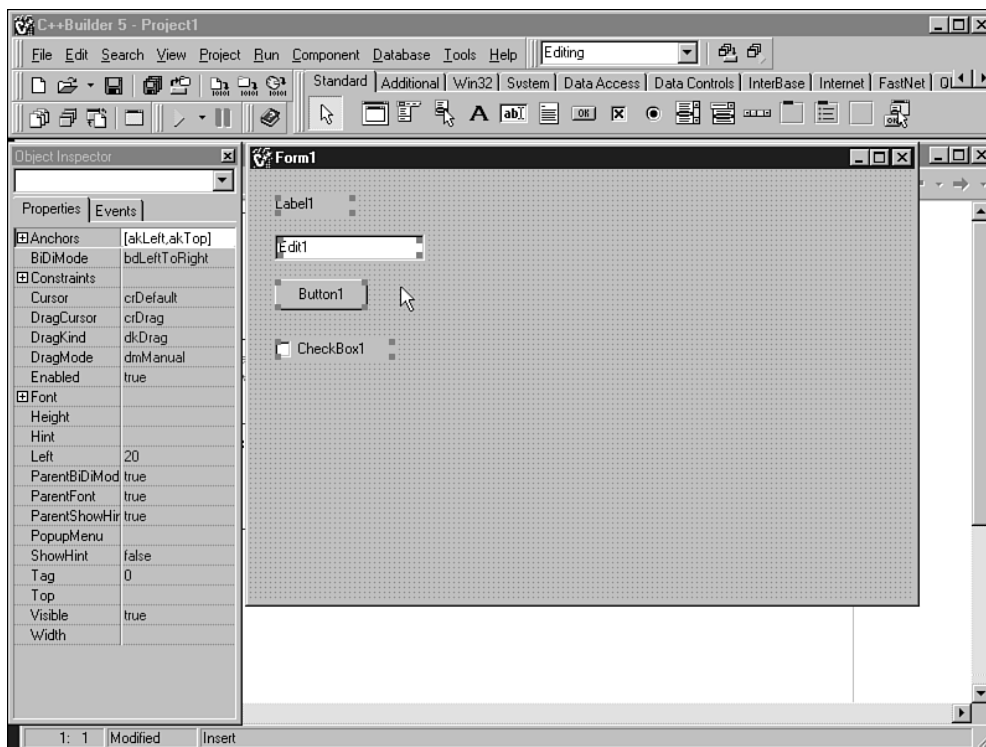 C++Builder 5 - Project1
File Edit Search View Project Run Component Database Tools Help Editing
Standard Additional Win32 System Data Access Data Controls InterBase Internet FastNet
Object Inspector
Properties Events
Anchors [akLeft,akTop]
BiDiMode bdLeftToRight
Constraints
Cursor crDefault
DragCursor crDrag
DragKind dkDrag
DragMode dmManual
Enabled true
Font
Height
Hint
Left 20
ParentBiDiMod true
ParentFont true
ParentShowHir true
PopupMenu
ShowHint false
Tag 0
Top
Visible true
Width
Form1
Label1
Edit1
Button1
CheckBox1
1: 1 Modified Insert